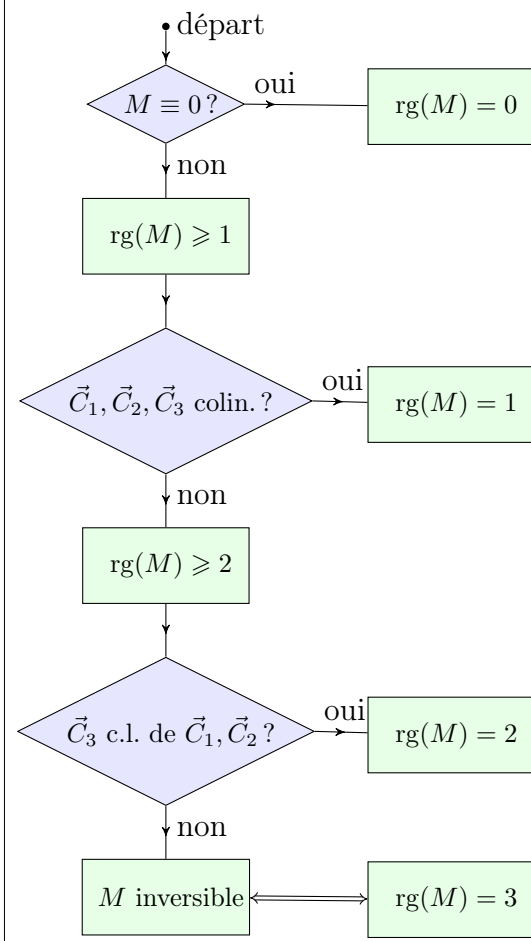 départ
M ≡ 0 ?
oui
rg(M) = 0
non
rg(M) ⩾ 1
C⃗₁, C⃗₂, C⃗₃ colin. ?
oui
rg(M) = 1
non
rg(M) ⩾ 2
C⃗₃ c.l. de C⃗₁, C⃗₂ ?
oui
rg(M) = 2
non
M inversible
rg(M) = 3